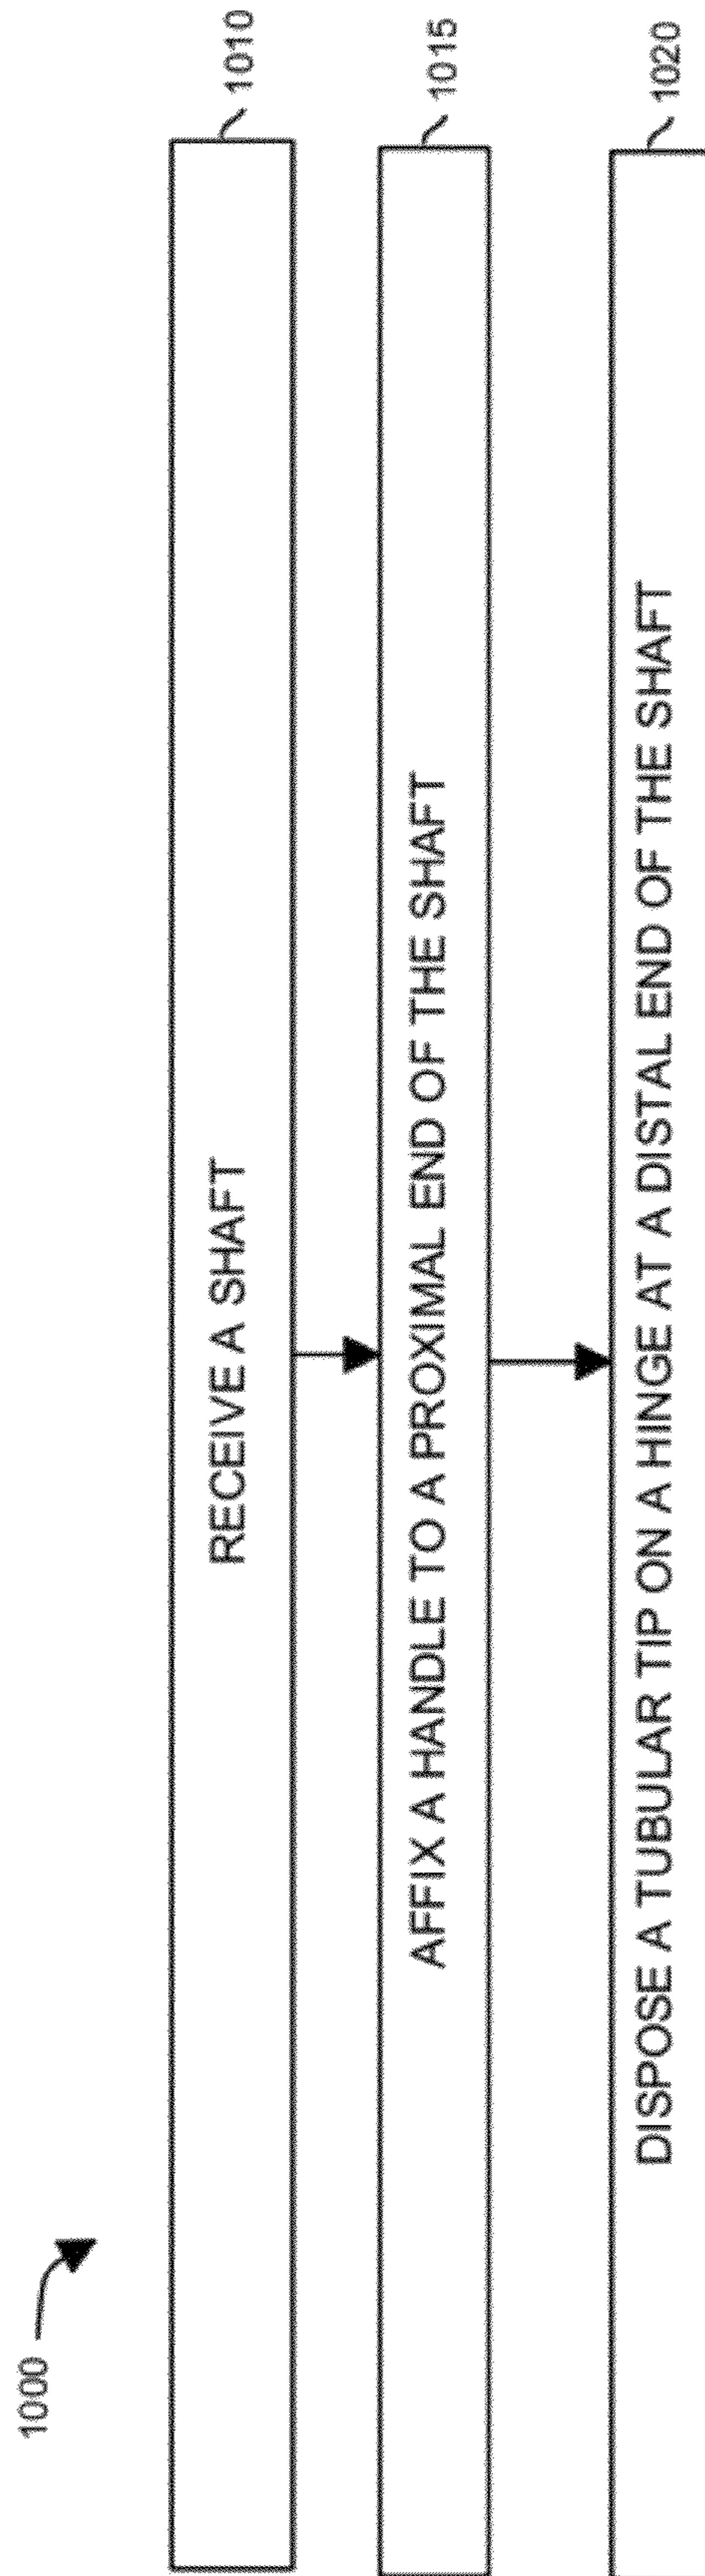 1000
RECEIVE A SHAFT
1010
AFFIX A HANDLE TO A PROXIMAL END OF THE SHAFT
1015
DISPOSE A TUBULAR TIP ON A HINGE AT A DISTAL END OF THE SHAFT
1020